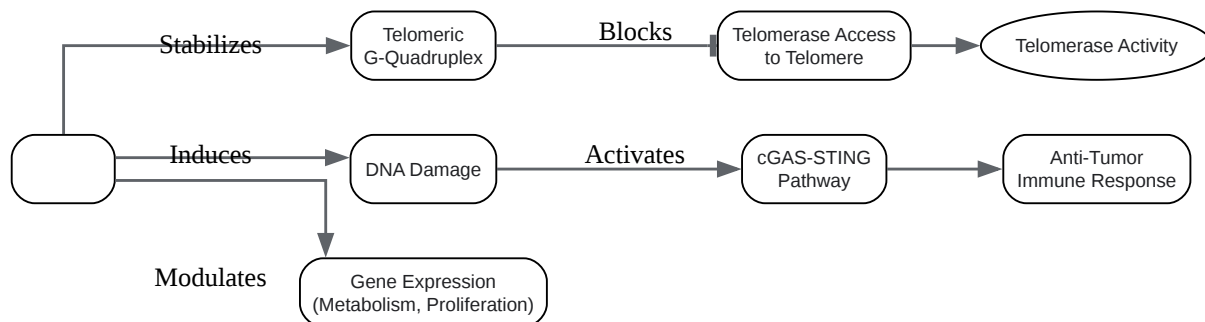 Stabilizes
Telomeric
G-Quadruplex
Blocks
Telomerase Access
to Telomere
Telomerase Activity
Induces
DNA Damage
Activates
cGAS-STING
Pathway
Anti-Tumor
Immune Response
Modulates
Gene Expression
(Metabolism, Proliferation)